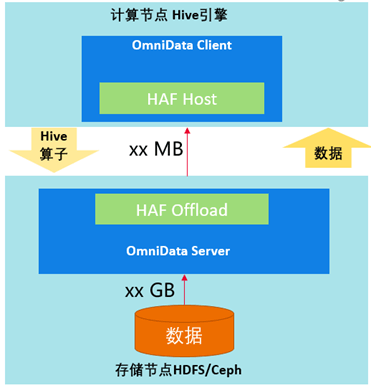 计算节点 Hive引擎
OmniData Client
HAF Host
Hive
算子
xx MB
数据
HAF Offload
OmniData Server
xx GB
数据
存储节点HDFS/Ceph